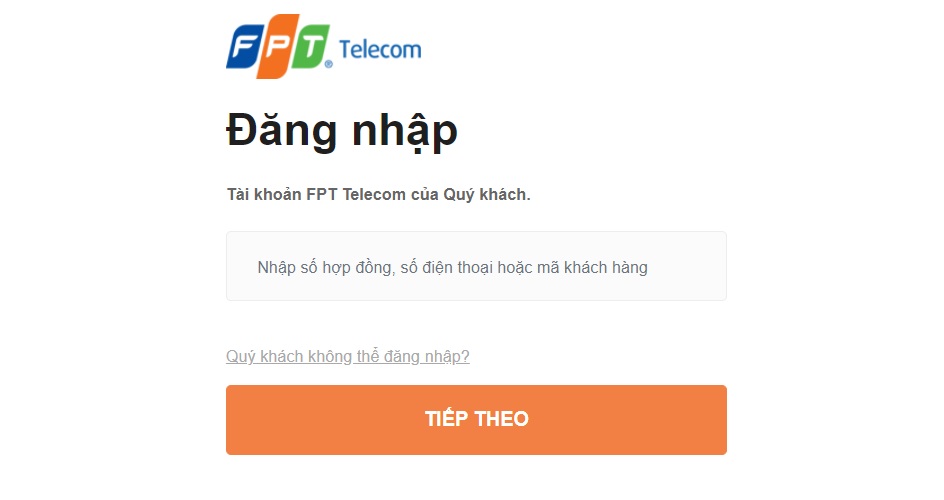 FPT® Telecom
Đăng nhập
Tài khoản FPT Telecom của Quý khách.
Nhập số hợp đồng, số điện thoại hoặc mã khách hàng
Quý khách không thể đăng nhập?
TIẾP THEO